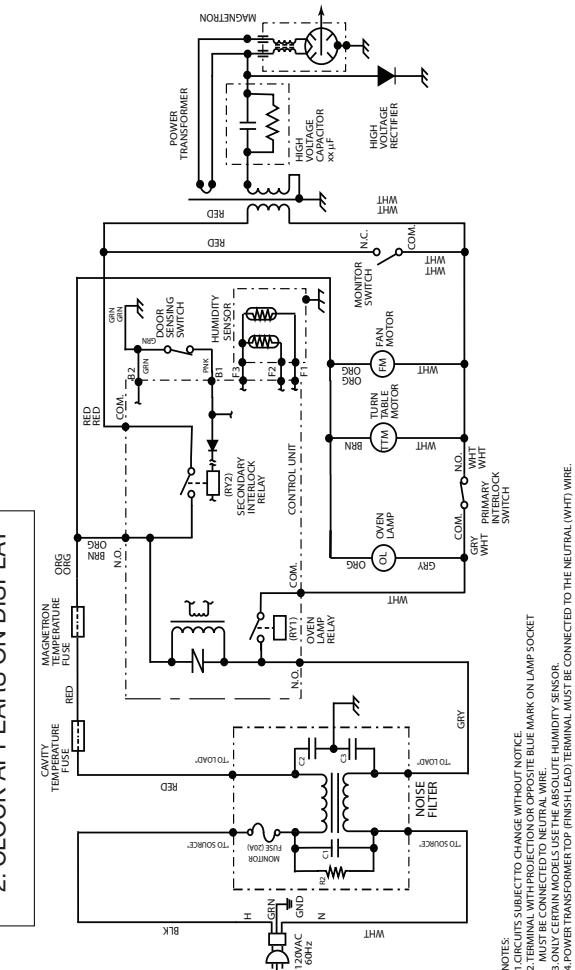 2. CLOCK APPEARS ON DISPLAY
MAGNETRON
POWER
TRANSFORMER
HIGH
VOLTAGE
CAPACITOR
xx µF
HIGH
VOLTAGE
RECTIFIER
RED
RED
WHT
WHT
N.C.
COM.
MONITOR
SWITCH
WHT
WHT
GRN
GRN
GRN
DOOR
SENSING
SWITCH
HUMIDITY
SENSOR
B2
GRN
PNK
B1
F3
F2
F1
RED
RED
COM.
(RY2)
SECONDARY
INTERLOCK
RELAY
CONTROL UNIT
ORG
ORG
FM
FAN
MOTOR
WHT
BRN
TTM
TURN
TABLE
MOTOR
WHT
ORG
OL
OVEN
LAMP
GRY
N.O.
WHT
WHT
COM.
PRIMARY
INTERLOCK
SWITCH
GRY
WHT
ORG
ORG
ORG
BRN
N.O.
MAGNETRON
TEMPERATURE
FUSE
RED
CAVITY
TEMPERATURE
FUSE
COM.
(RY1)
OVEN
LAMP
RELAY
N.O.
WHT
GRY
RED
"TO LOAD"
"TO LOAD"
C2
C3
NOISE
FILTER
"TO SOURCE"
"TO SOURCE"
MONITOR
FUSE (20A)
C1
R2
BLK
H
GRN
GND
N
120VAC
60Hz
WHT
NOTES:
1.CIRCUITS SUBJECT TO CHANGE WITHOUT NOTICE.
2.TERMINAL WITH PROJECTION OR OPPOSITE BLUE MARK ON LAMP SOCKET
MUST BE CONNECTED TO NEUTRAL WIRE.
3.ONLY CERTAIN MODELS USE THE ABSOLUTE HUMIDITY SENSOR.
4.POWER TRANSFORMER TOP (FINISH LEAD) TERMINAL MUST BE CONNECTED TO THE NEUTRAL (WHT) WIRE.